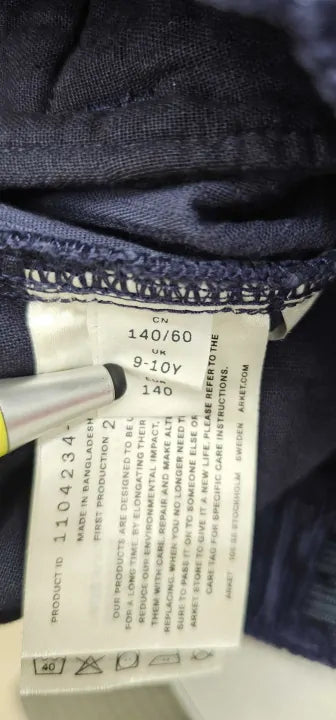 CN
140/60
UK
9-10Y
EUR
140
PRODUCT ID 1104234-
MADE IN BANGLADESH
FIRST PRODUCTION 2
OUR PRODUCTS ARE DESIGNED TO BE
FOR A LONG TIME. BY ELONGATING THEIR
REDUCE OUR ENVIRONMENTAL IMPACT.
THEM WITH CARE, REPAIR AND MAKE
REPLACING. WHEN YOU NO LONGER NEED
SURE TO PASS IT ON TO SOMEONE ELSE OR
ARKET STORE TO GIVE IT A NEW LIFE. PLEASE REFER TO THE
CARE TAG FOR SPECIFIC CARE INSTRUCTIONS.
ARKET STOCKHOLM SWEDEN ARKET.COM
40